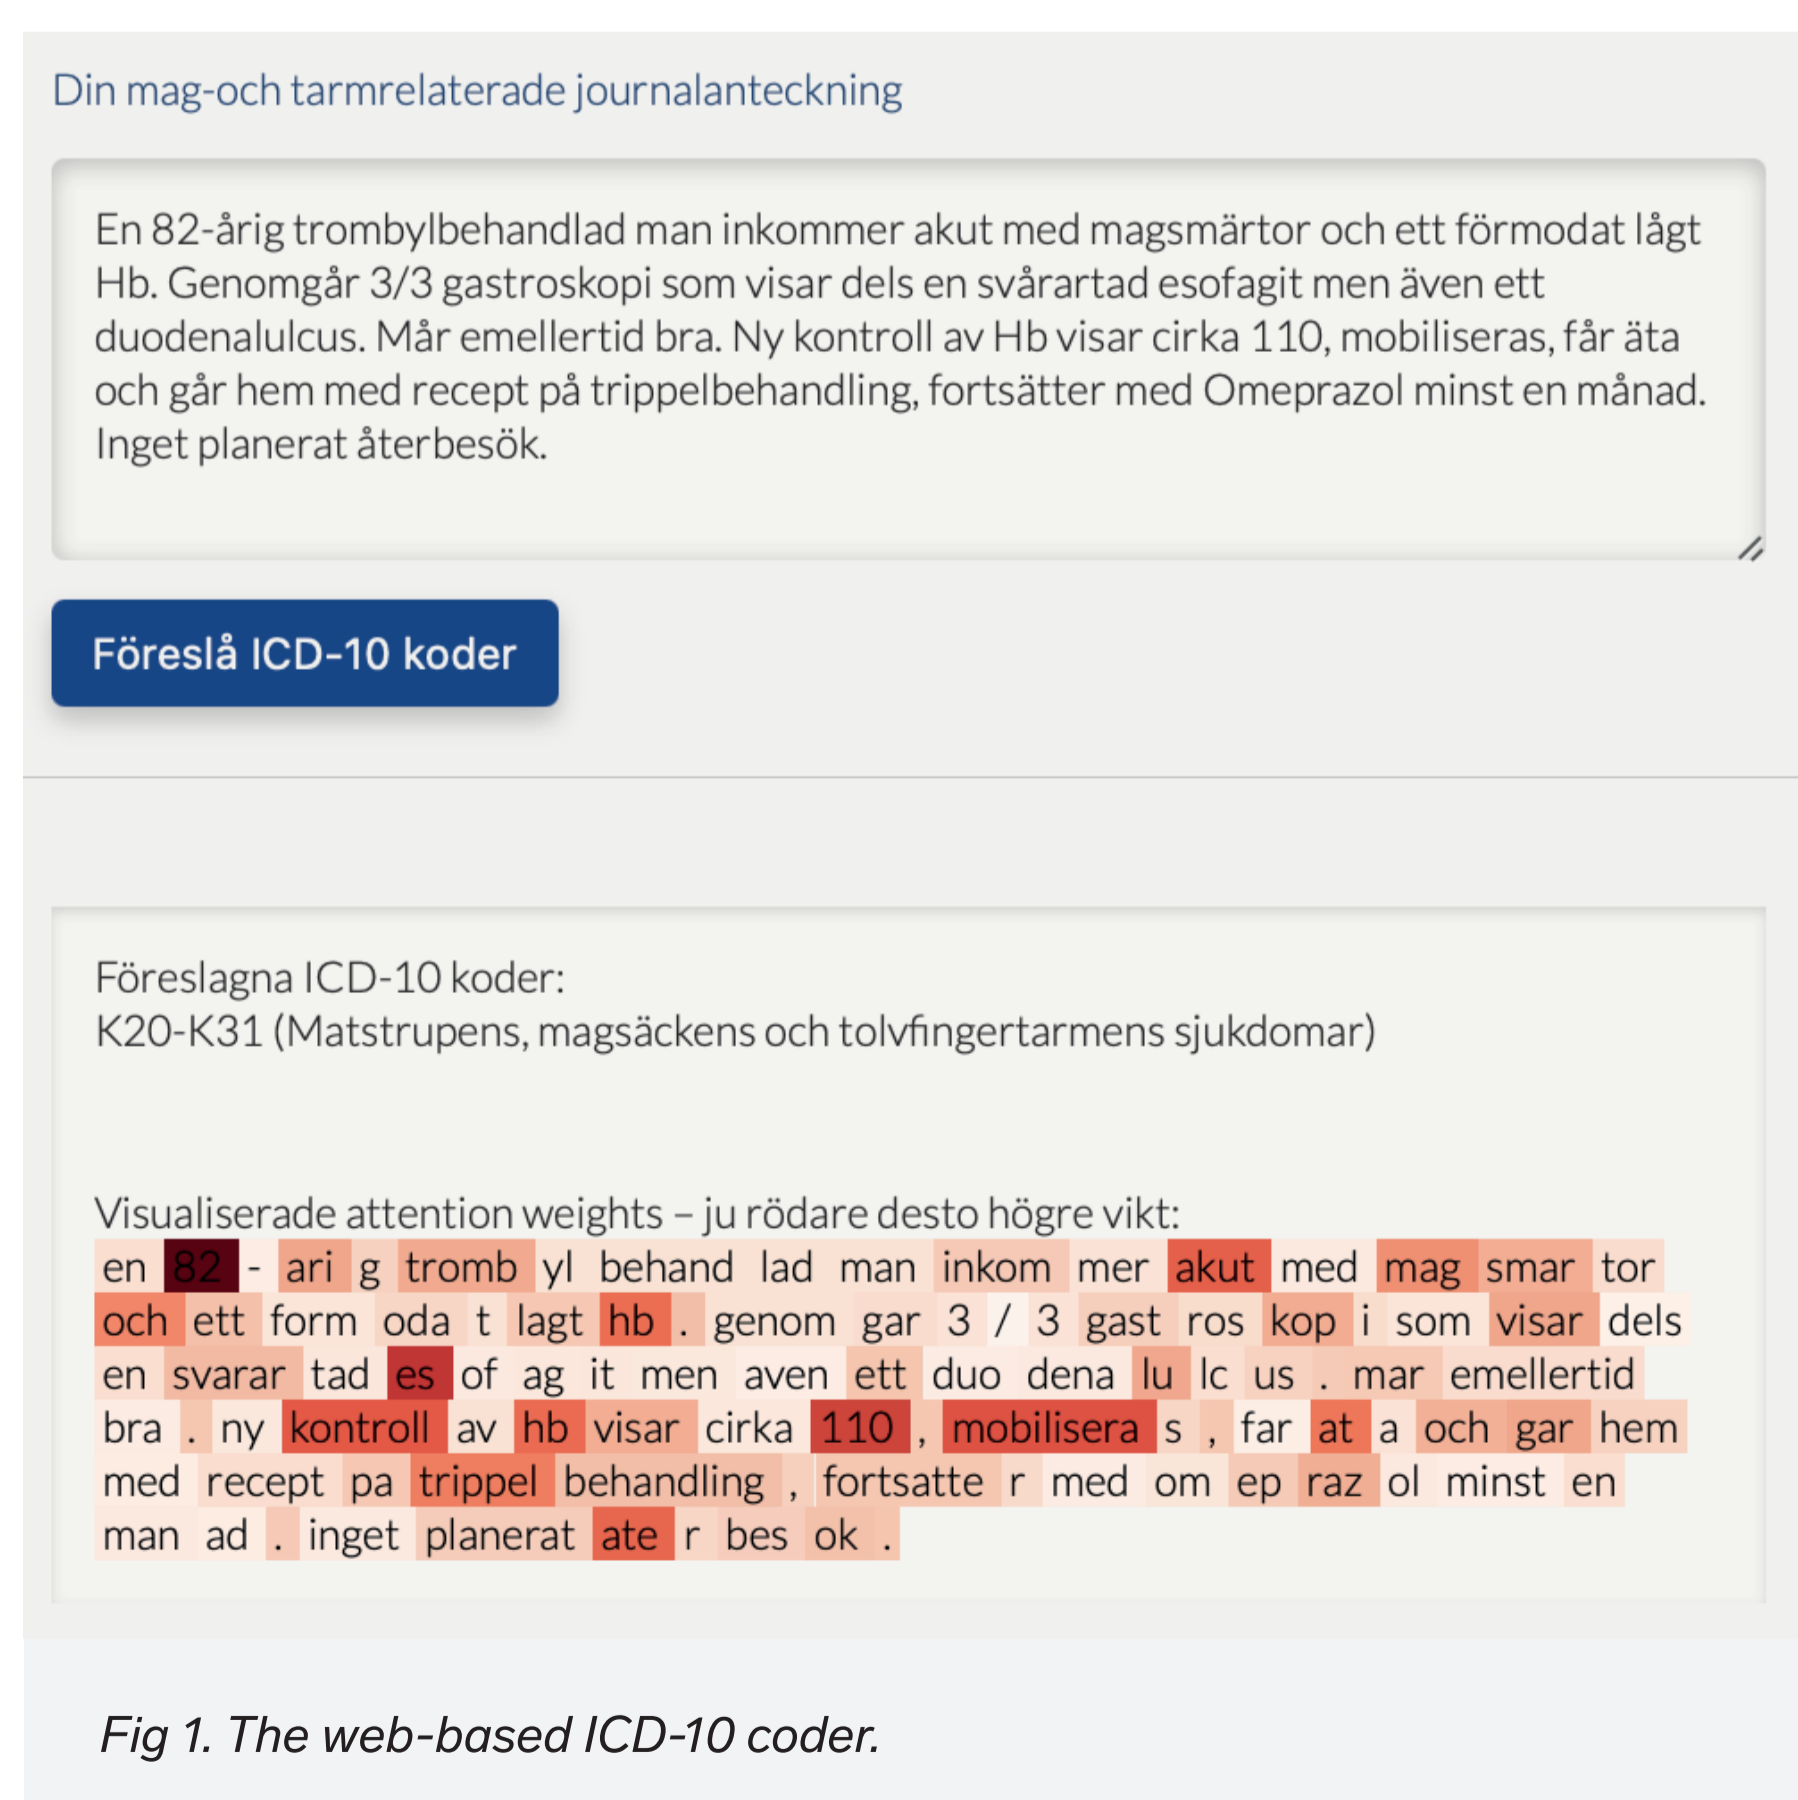 Din mag-och tarmrelaterade journalanteckning
En 82-årig trombylbehandlad man inkommer akut med magsmärtor och ett förmodat lågt
Hb. Genomgår 3/3 gastroskopi som visar dels en svårartad esofagit men även ett
duodenalulcus. Mår emellertid bra. Ny kontroll av Hb visar cirka 110, mobiliseras, får äta
och går hem med recept på trippelbehandling, fortsätter med Omeprazol minst en månad.
Inget planerat återbesök.
Föreslå ICD-10 koder
Föreslagna ICD-10 koder:
K20-K31 (Matstrupens, magsäckens och tolvfingertarmens sjukdomar)
Visualiserade attention weights – ju rödare desto högre vikt:
en 82 - ari g tromb yl behand lad man inkom mer akut med mag smar tor
och ett form oda t lagt hb . genom gar 3 / 3 gast ros kop i som visar dels
en svarar tad es of ag it men aven ett duo dena lu lc us . mar emellertid
bra . ny kontroll av hb visar cirka 110 , mobilisera s , far at a och gar hem
med recept pa trippel behandling , fortsatte r med om ep raz ol minst en
man ad . inget planerat ate r bes ok .
Fig 1. The web-based ICD-10 coder.